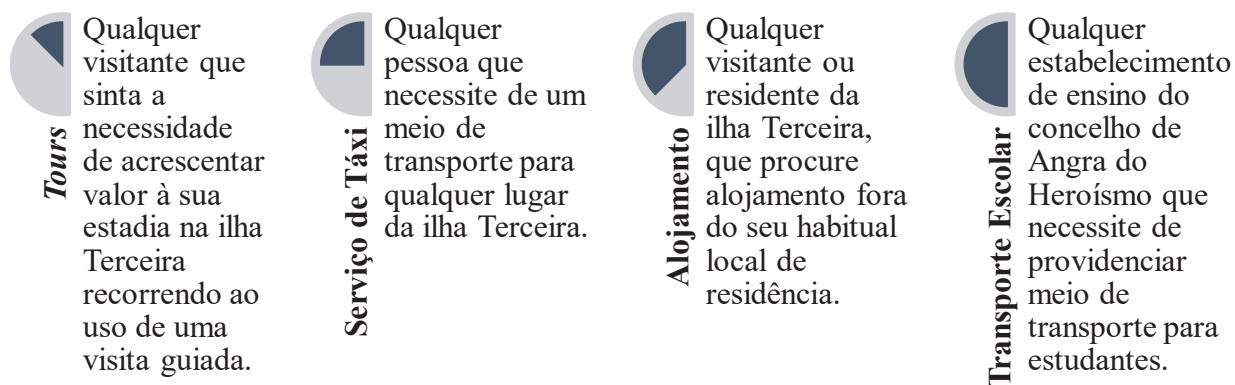 Tours
Qualquer
visitante que
sinta a
necessidade
de acrescentar
valor à sua
estadia na ilha
Terceira
recorrendo ao
uso de uma
visita guiada.
Serviço de Táxi
Qualquer
pessoa que
necessite de um
meio de
transporte para
qualquer lugar
da ilha Terceira.
Alojamento
Qualquer
visitante ou
residente da
ilha Terceira,
que procure
alojamento fora
do seu habitual
local de
residência.
Transporte Escolar
Qualquer
estabelecimento
de ensino do
concelho de
Angra do
Heroísmo que
necessite de
providenciar
meio de
transporte para
estudantes.